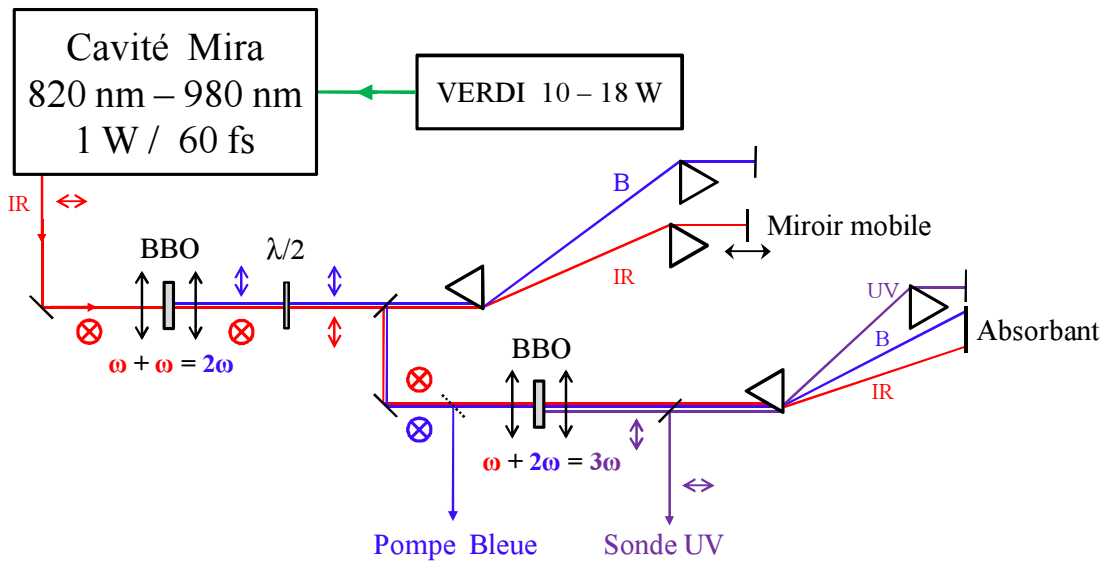 Cavité Mira
820 nm – 980 nm
1 W / 60 fs
VERDI 10 – 18 W
IR
B
Miroir mobile
BBO
λ/2
IR
UV
B
Absorbant
IR
BBO
ω + ω = 2ω
ω + 2ω = 3ω
Pompe Bleue
Sonde UV